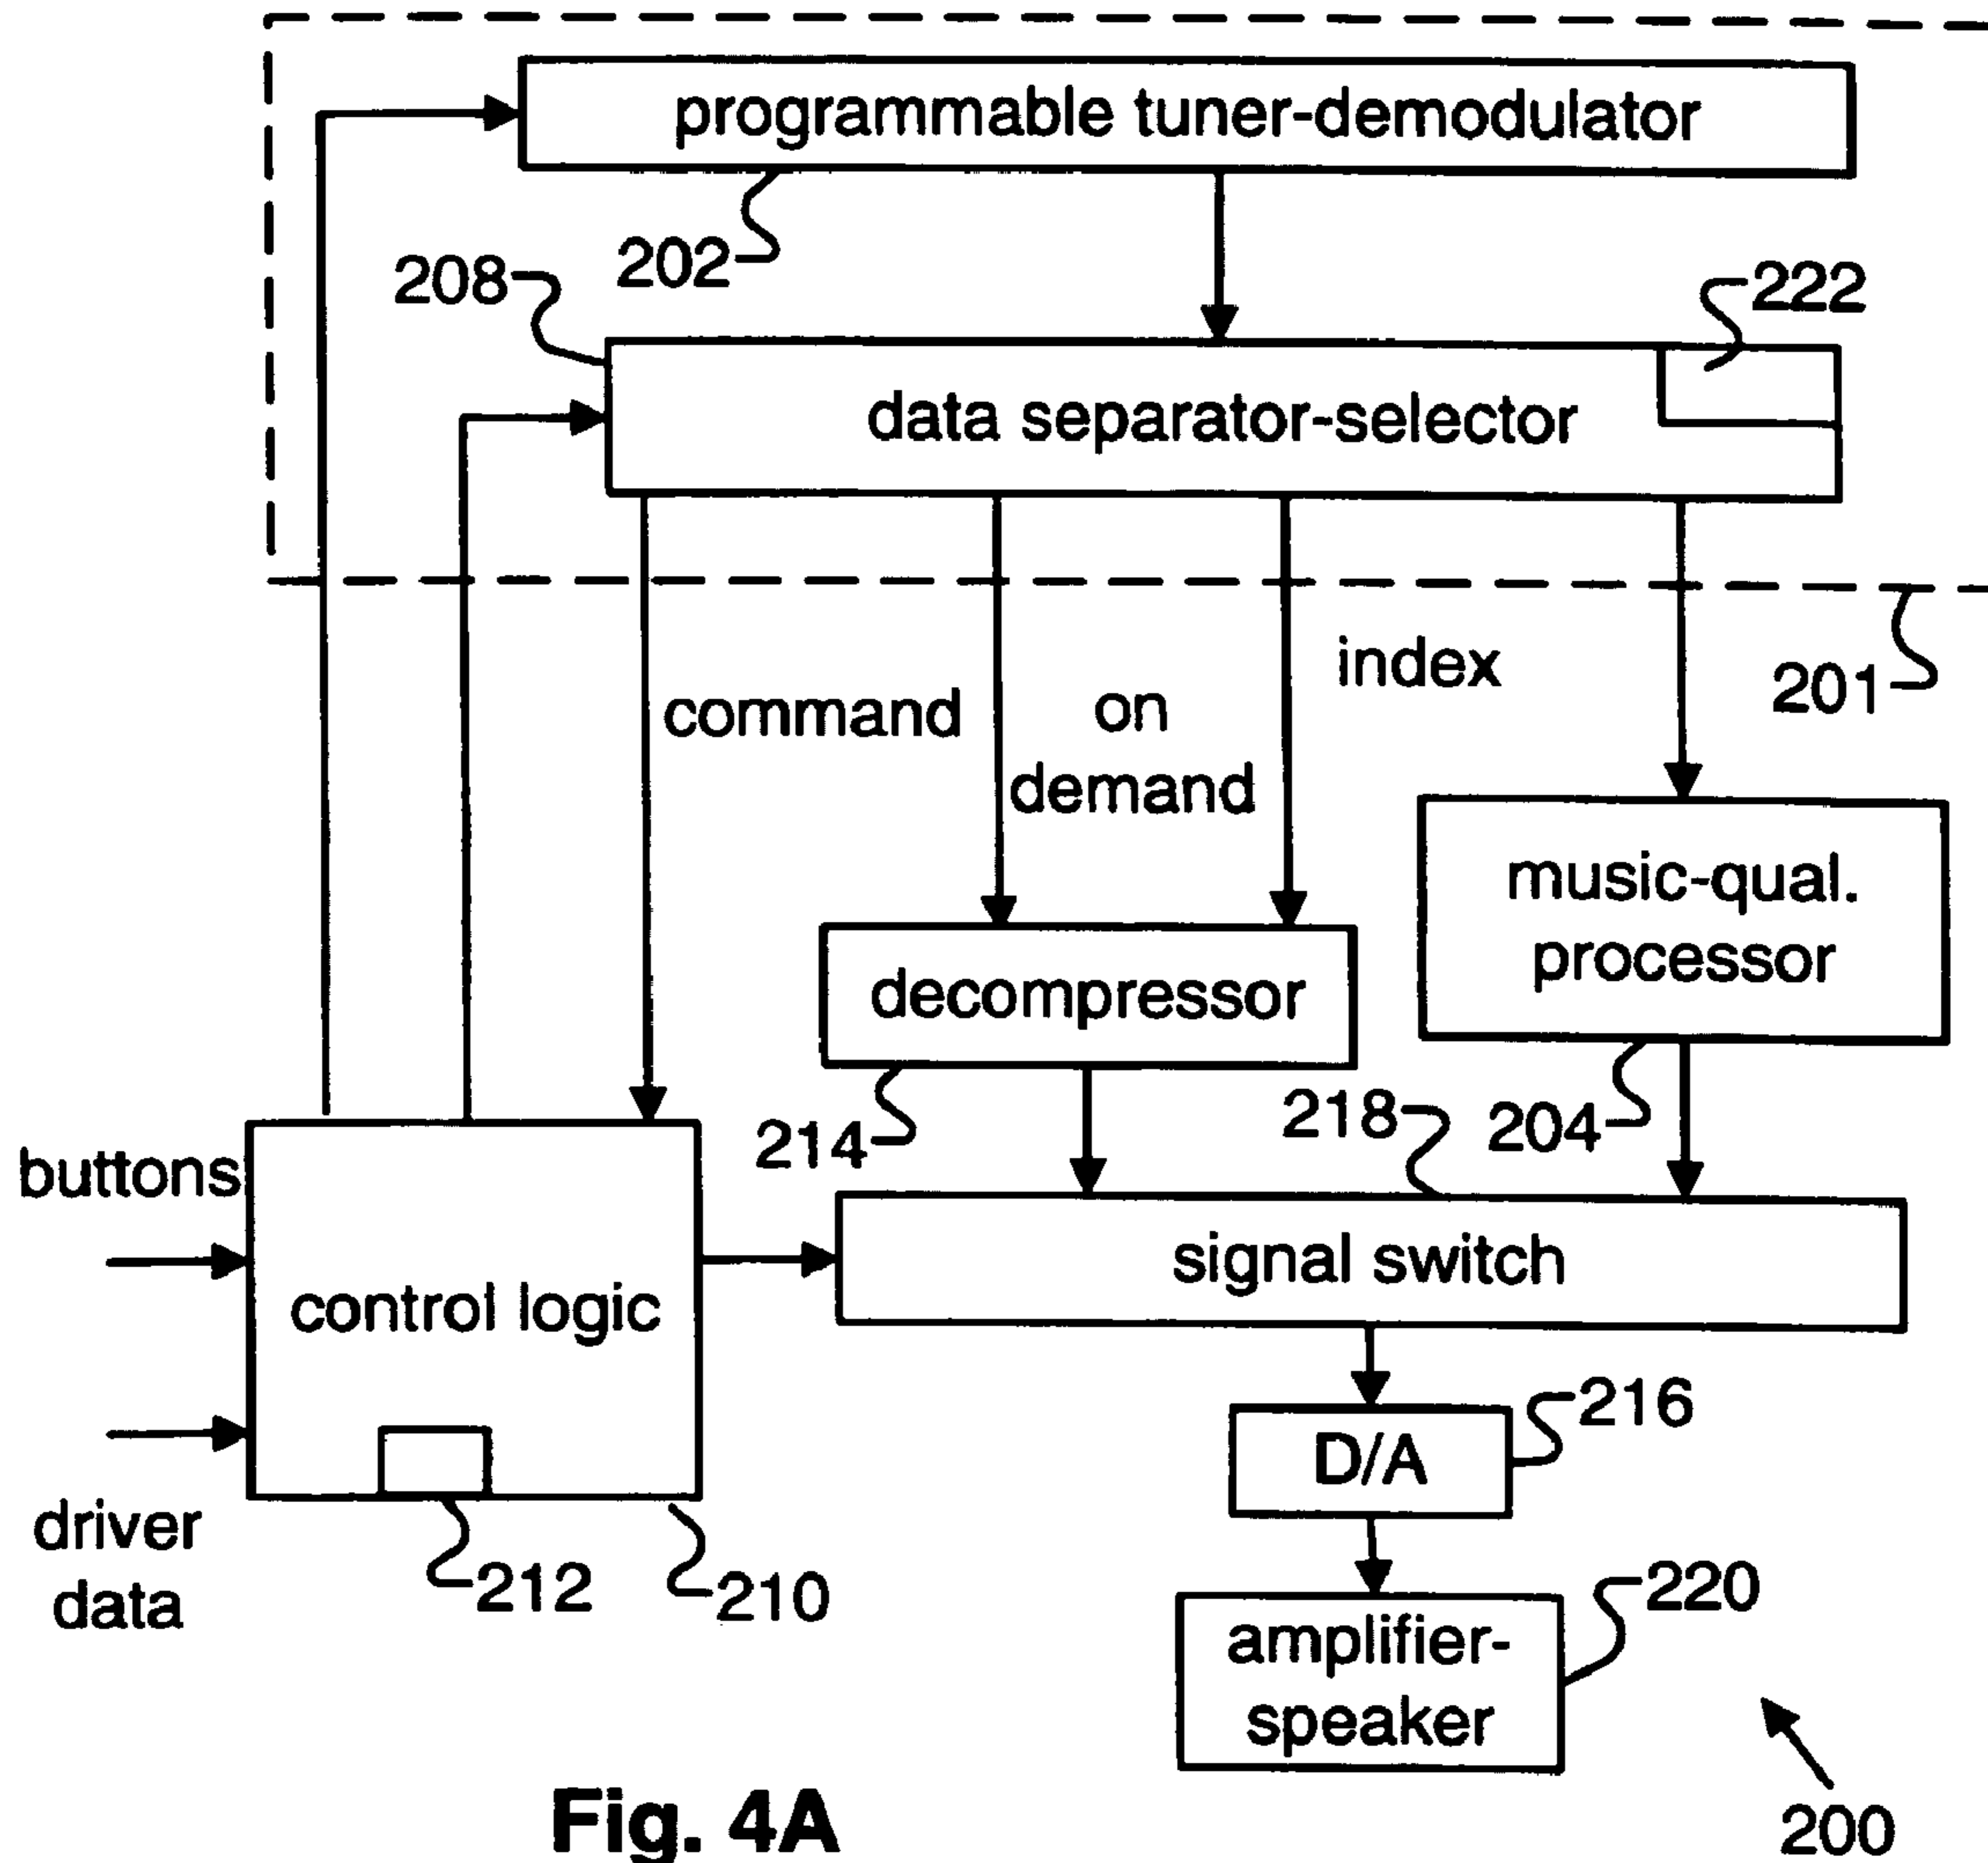 programmable tuner-demodulator
202
208
222
data separator-selector
index
201
command
on
demand
music-qual.
processor
decompressor
218
204
214
buttons
signal switch
control logic
216
D/A
driver
data
212
210
220
amplifier-
speaker
Fig. 4A
200